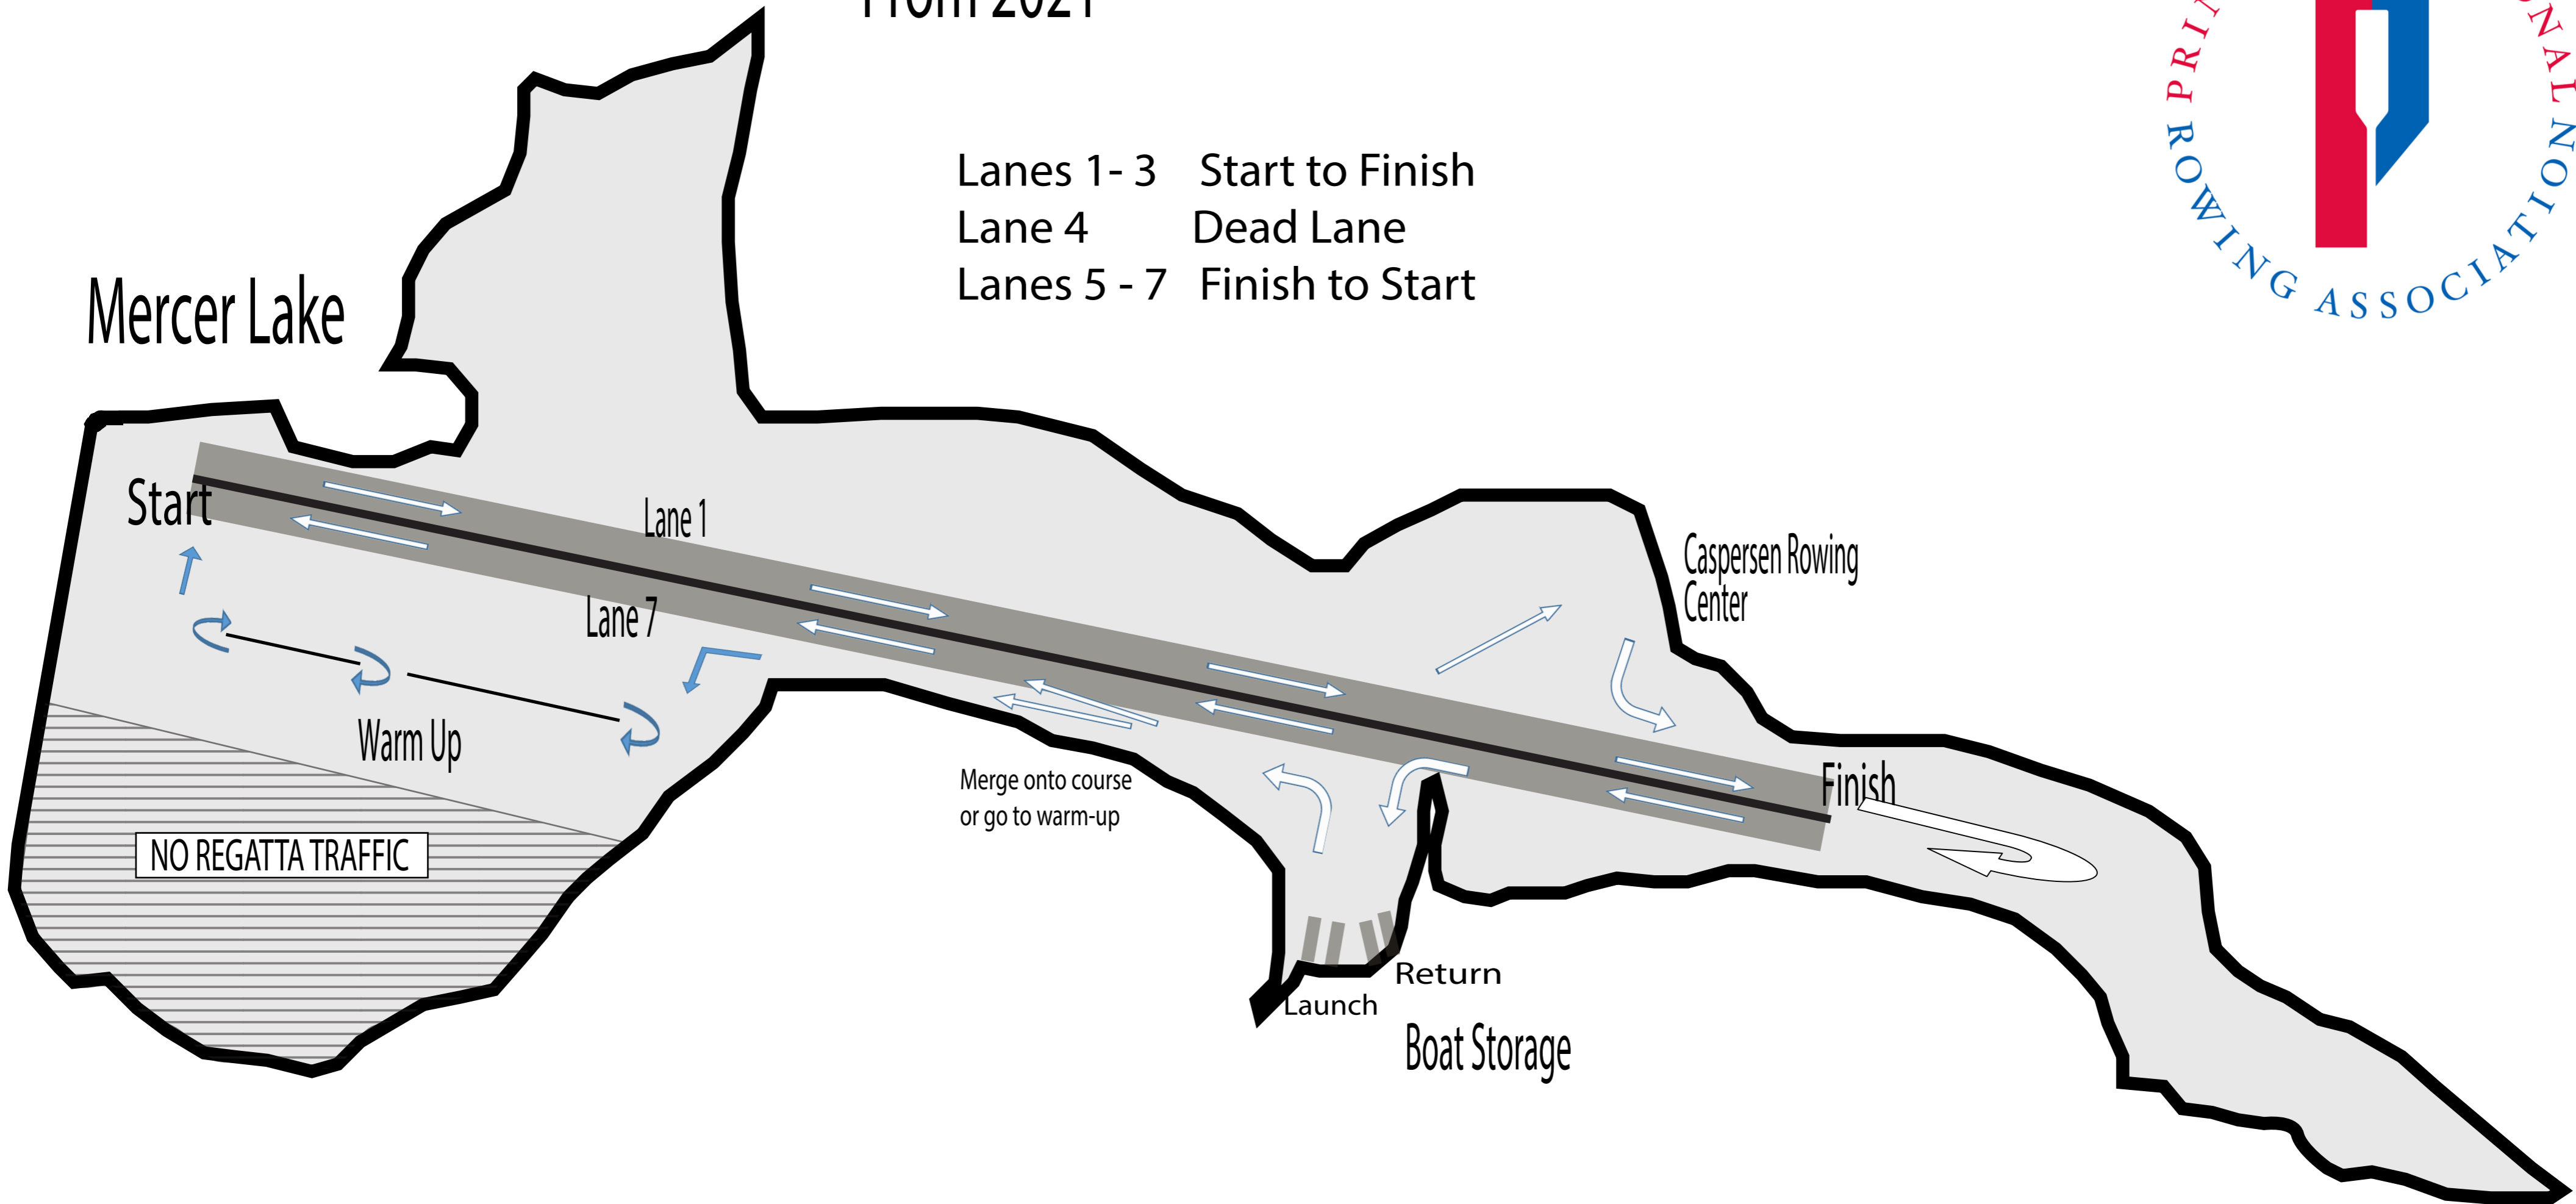 From 2021
Lanes 1- 3 Start to Finish
Lane 4 Dead Lane
Lanes 5 - 7 Finish to Start
ROWING ASSOCIATION
Mercer Lake
Start
Lane 1
Lane 7
Caspersen Rowing
Center
Warm Up
Merge onto course
or go to warm-up
Finish
NO REGATTA TRAFFIC
Return
Launch
Boat Storage